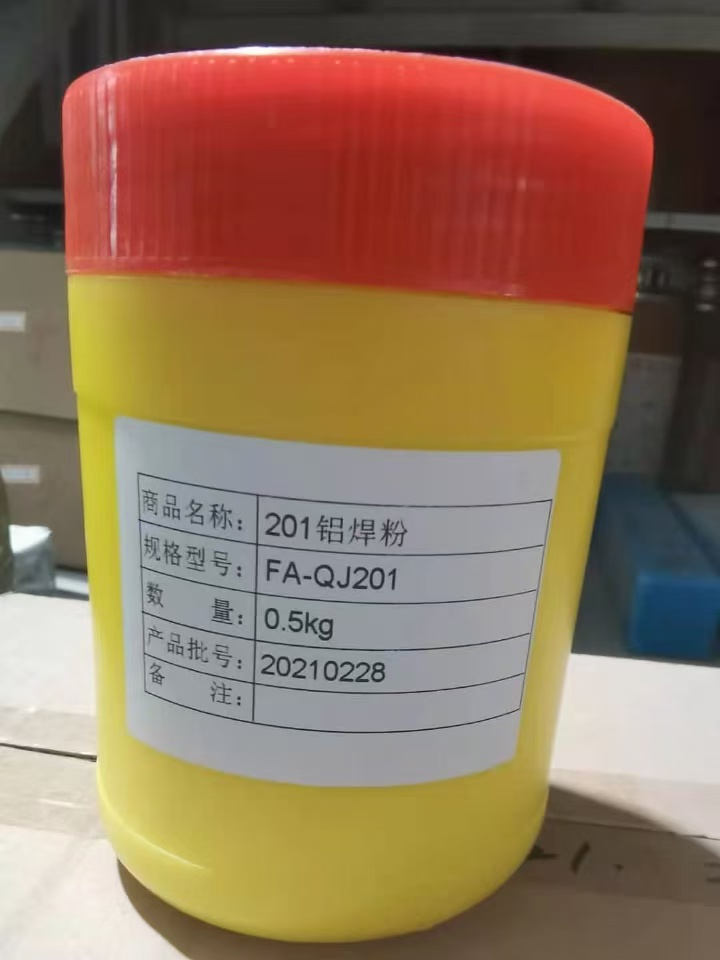 商品名称: 201铝焊粉
规格型号: FA-QJ201
数 量: 0.5kg
产品批号: 20210228
备 注: